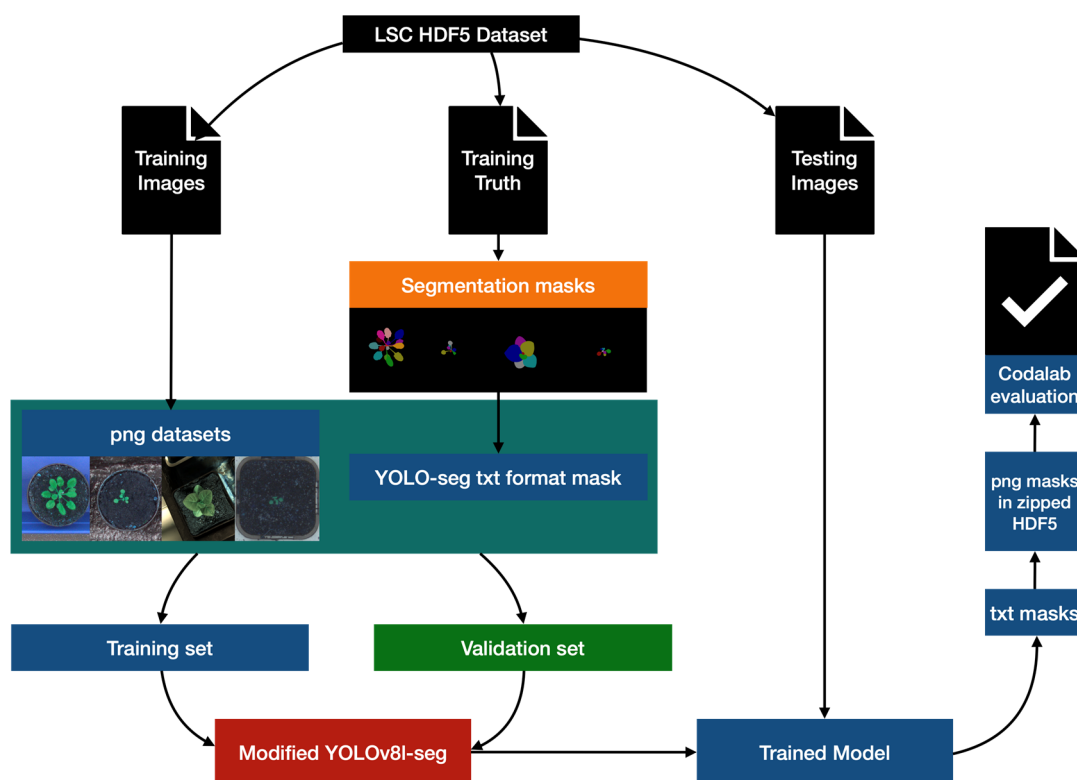 LSC HDF5 Dataset
Training
Images
Training
Truth
Testing
Images
Segmentation masks
Codalab
evaluation
png datasets
YOLO-seg txt format mask
png masks
in zipped
HDF5
txt masks
Training set
Validation set
Modified YOLOv8l-seg
Trained Model